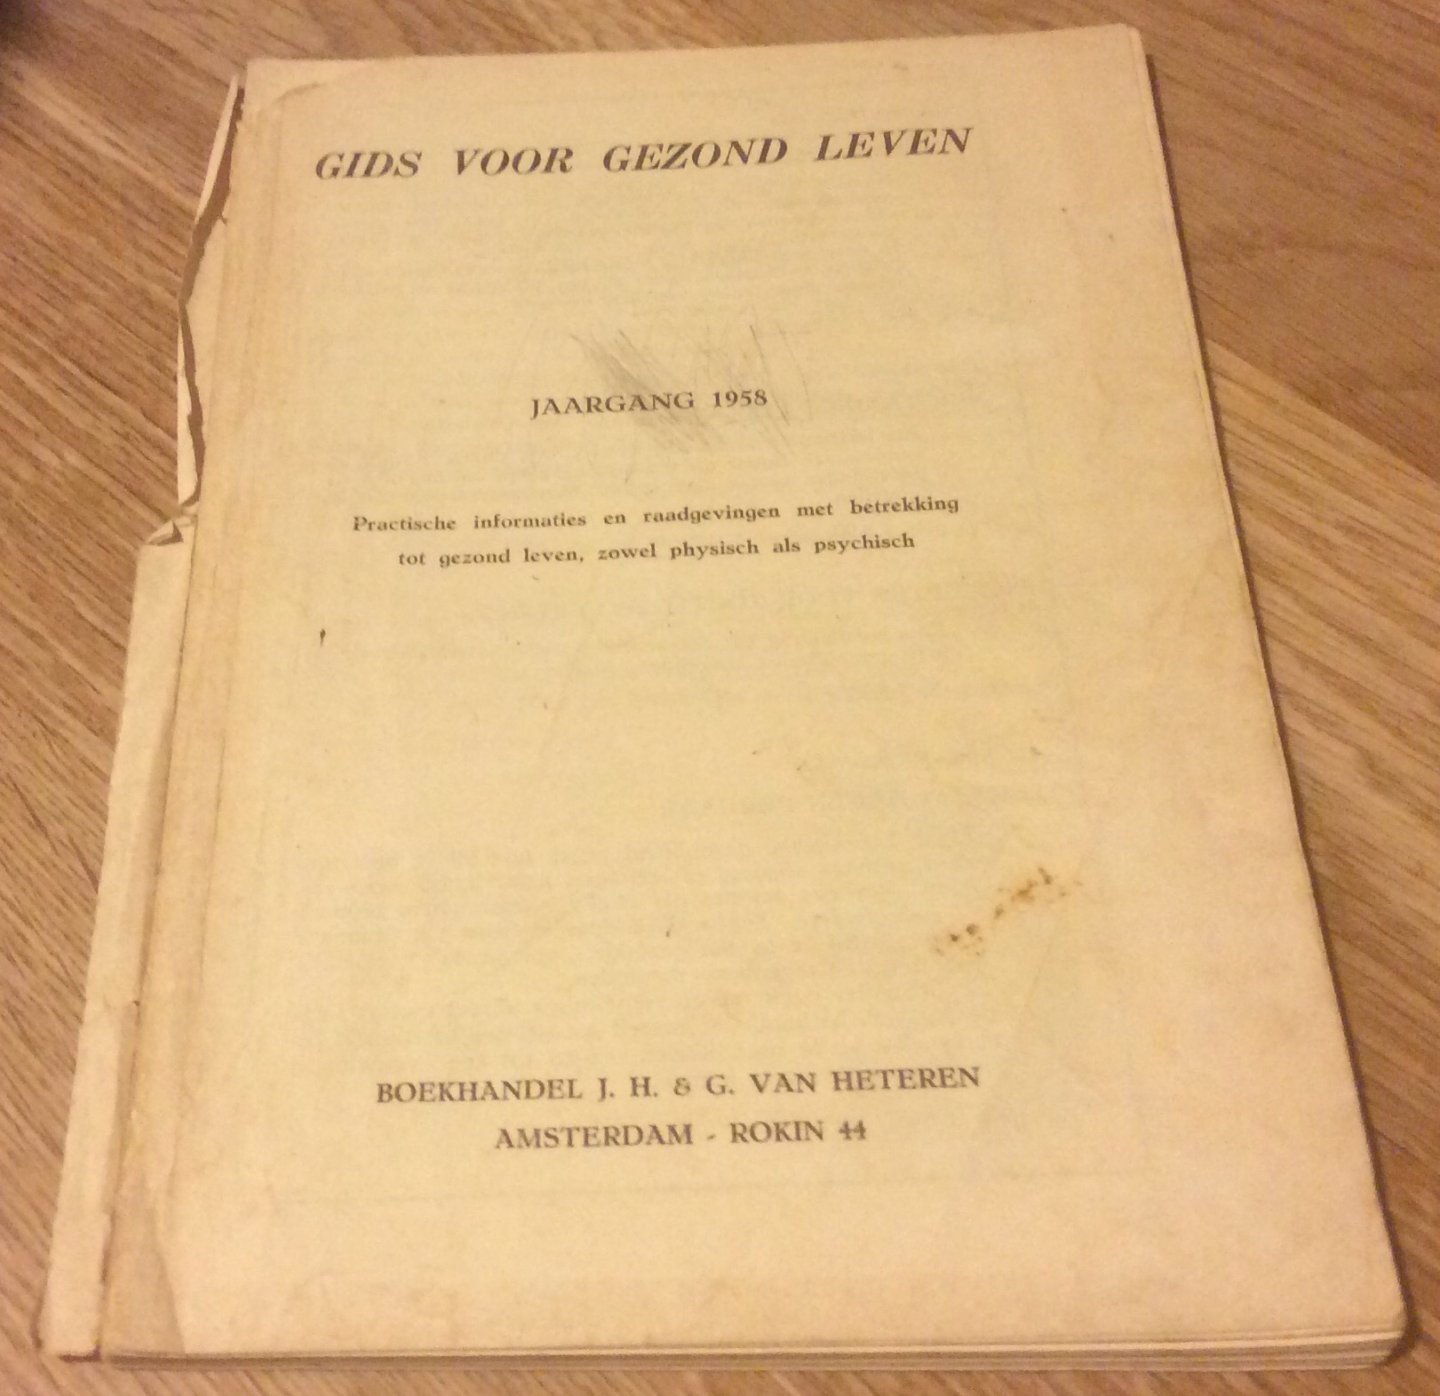 GIDS VOOR GEZOND LEVEN
JAARGANG 1958
Practische informaties en raadgevingen met betrekking
tot gezond leven, zowel physisch als psychisch
BOEKHANDEL J. H. & G. VAN HETEREN
AMSTERDAM - ROKIN 44